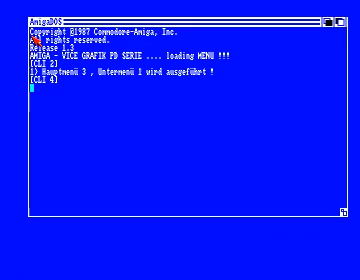 AmigaDOS
Copyright ©1987 Commodore-Amiga, Inc.
rights reserved.
Release 1.3
AMIGA - VICE GRAFIK PD SERIE .... loading MENU !!!
[CLI 2]
1) Hauptmenü 3 , Untermenü 1 wird ausgeführt !
[CLI 4]